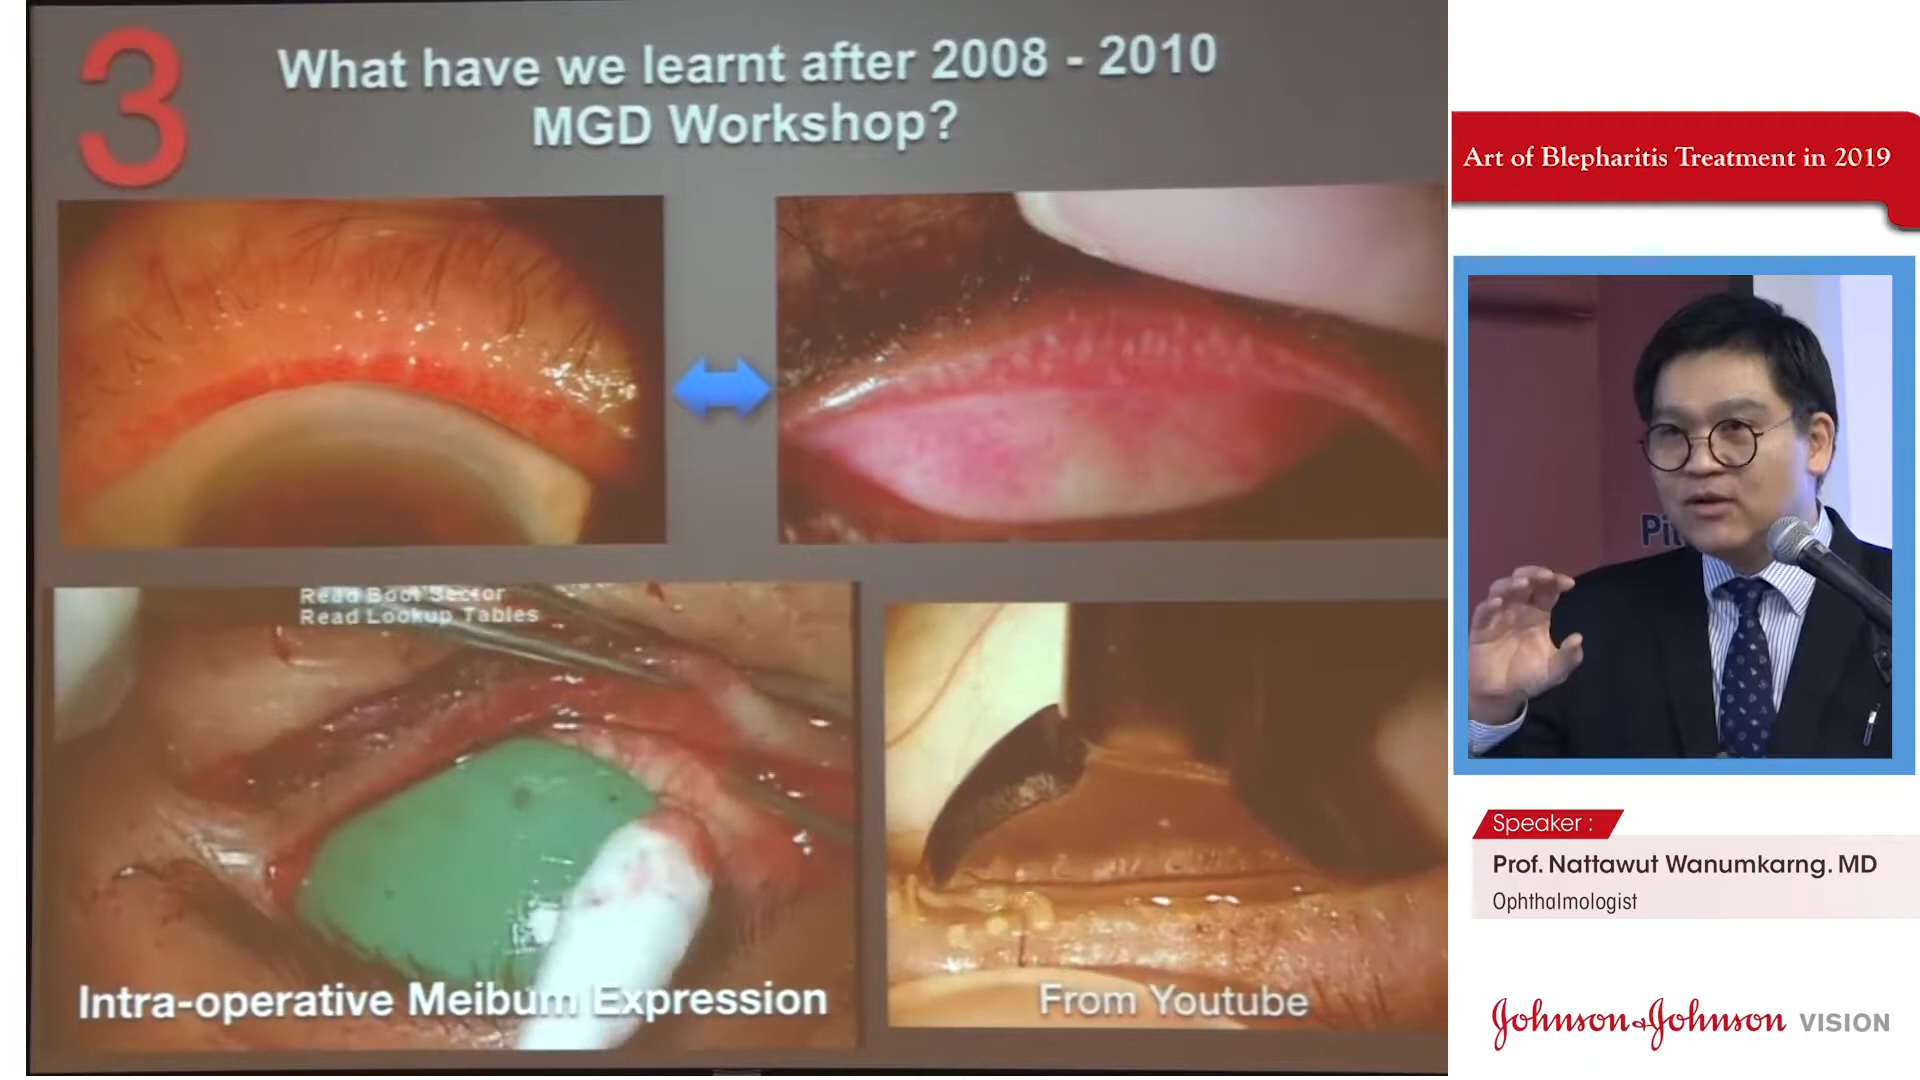 3
What have we learnt after 2008 - 2010
MGD Workshop?
Read Boot Sector
Read Lookup Tables
Intra-operative Meibum Expression
From Youtube
Art of Blepharitis Treatment in 2019
Speaker :
Prof. Nattawut Wanumkarng. MD
Ophthalmologist
Johnson & Johnson VISION